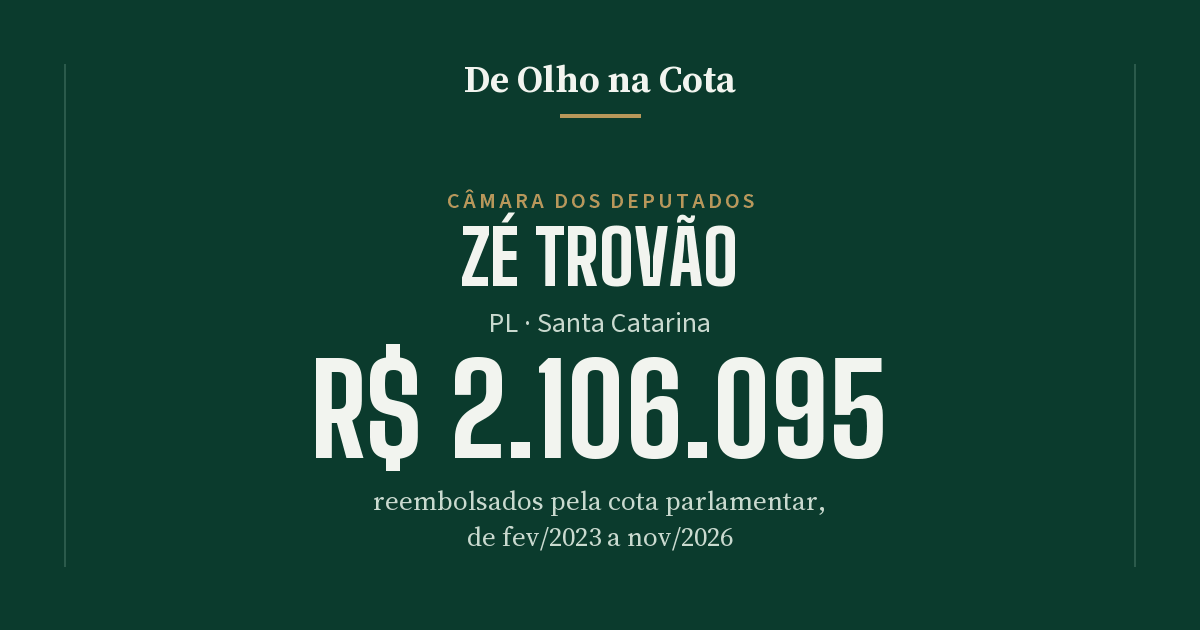 De Olho na Cota
CÂMARA DOS DEPUTADOS
ZÉ TROVÃO
PL · Santa Catarina
R$ 2.106.095
reembolsados pela cota parlamentar,
de fev/2023 a nov/2026